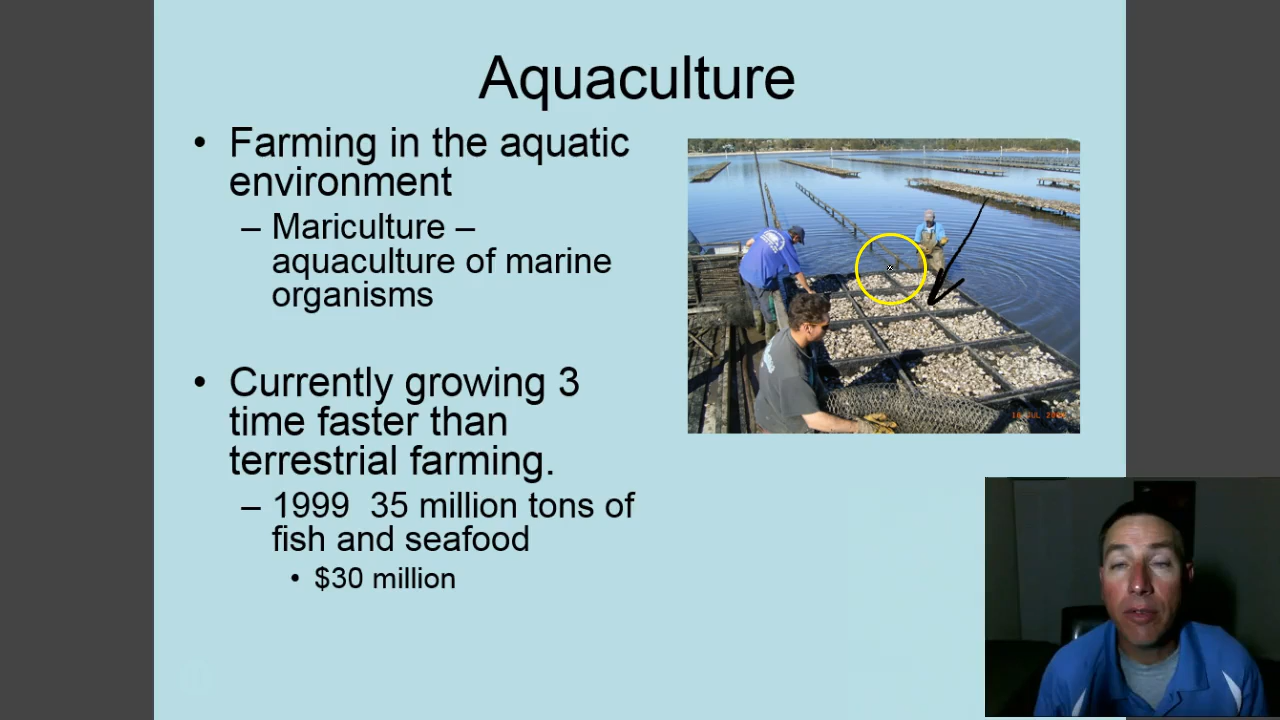 Aquaculture
• Farming in the aquatic
environment
– Mariculture –
aquaculture of marine
organisms
• Currently growing 3
time faster than
terrestrial farming.
– 1999  35 million tons of
fish and seafood
• $30 million